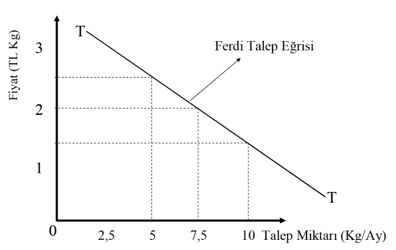 Fiyat (TL Kg)
3
2
1
0
T
Ferdi Talep Eğrisi
T
2,5 5 7,5 10 Talep Miktarı (Kg/Ay)